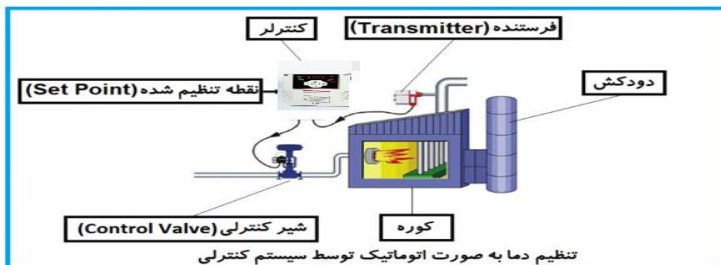 کنترلر
فرستنده (Transmitter)
نقطه تنظیم شده (Set Point)
دودکش
شیر کنترلی (Control Valve)
کوره
تنظیم دما به صورت اتوماتیک توسط سیستم کنترلی